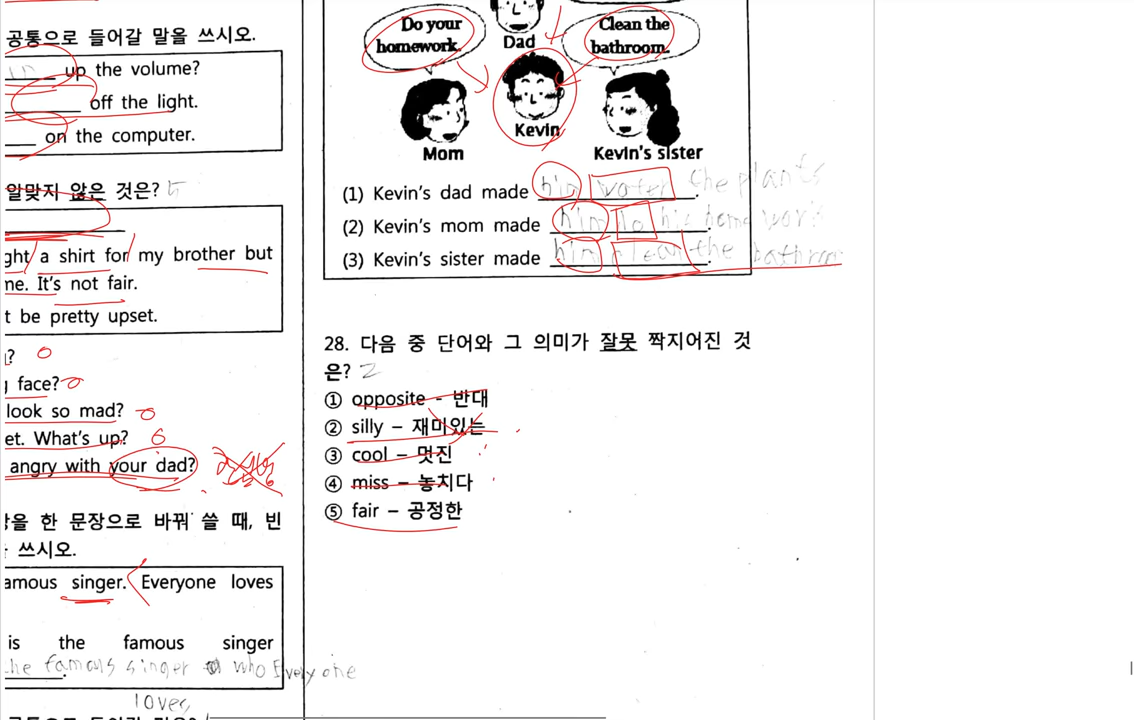 공통으로 들어갈 말을 쓰시오.
up the volume?
off the light.
on the computer.
알맞지 않은 것은? 5
ght a shirt for my brother but
me. It's not fair.
t be pretty upset.
g face?
look so mad?
et. What's up?
angry with your dad?
을 한 문장으로 바꿔 쓸 때, 빈
쓰시오.
amous singer. Everyone loves
is the famous singer
the famous singer who Everyone
loves
Do your
homework.
Dad
Clean the
bathroom.
Kevin
Mom
Kevin's sister
(1) Kevin's dad made him water the plants.
(2) Kevin's mom made him do his home work.
(3) Kevin's sister made him clean the bathroom.
28. 다음 중 단어와 그 의미가 잘못 짝지어진 것
은? 2
① opposite - 반대
② silly – 재미있는
③ cool – 멋진
④ miss – 놓치다
⑤ fair – 공정한